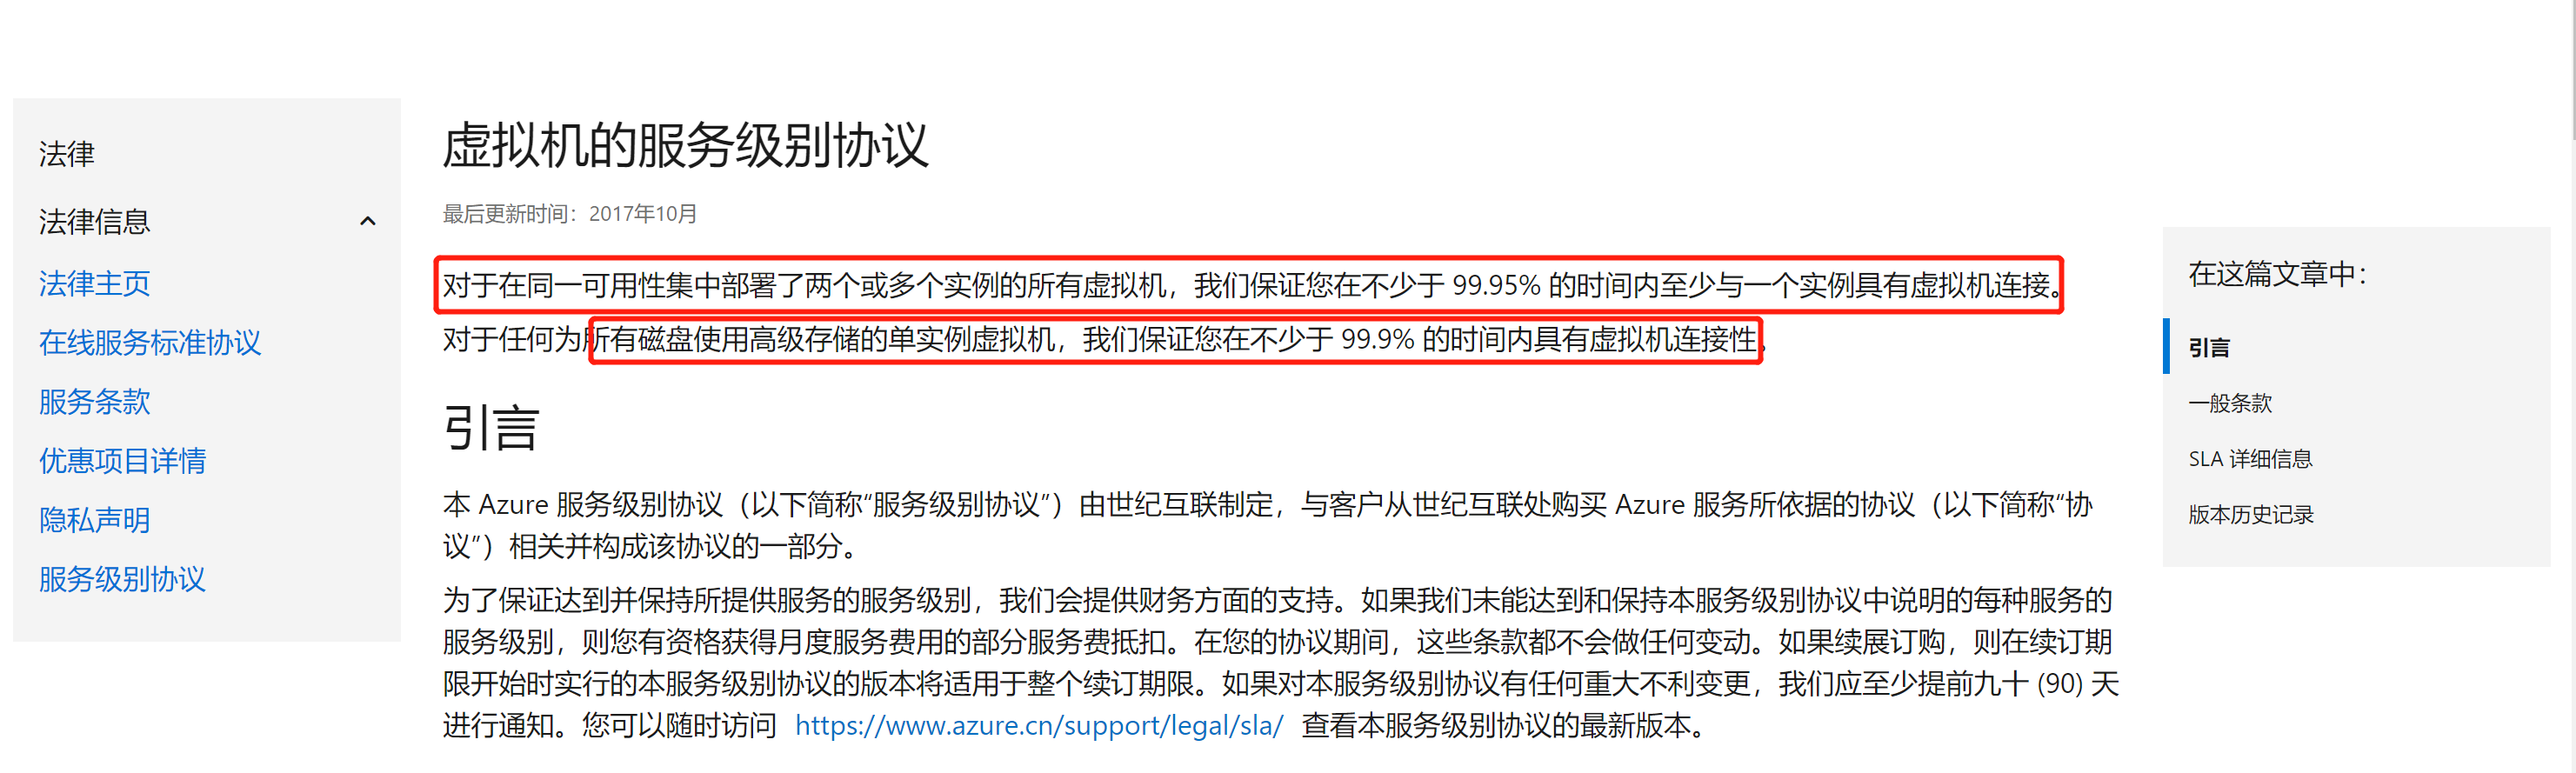 法律
法律信息
法律主页
在线服务标准协议
服务条款
优惠项目详情
隐私声明
服务级别协议
虚拟机的服务级别协议
最后更新时间：2017年10月
对于在同一可用性集中部署了两个或多个实例的所有虚拟机，我们保证您在不少于 99.95% 的时间内至少与一个实例具有虚拟机连接。
对于任何为所有磁盘使用高级存储的单实例虚拟机，我们保证您在不少于 99.9% 的时间内具有虚拟机连接性。
引言
本 Azure 服务级别协议（以下简称“服务级别协议”）由世纪互联制定，与客户从世纪互联处购买 Azure 服务所依据的协议（以下简称“协
议”）相关并构成该协议的一部分。
为了保证达到并保持所提供服务的服务级别，我们会提供财务方面的支持。如果我们未能达到和保持本服务级别协议中说明的每种服务的
服务级别，则您有资格获得月度服务费用的部分服务费抵扣。在您的协议期间，这些条款都不会做任何变动。如果续展订购，则在续订期
限开始时实行的本服务级别协议的版本将适用于整个续订期限。如果对本服务级别协议有任何重大不利变更，我们应至少提前九十 (90) 天
进行通知。您可以随时访问 https://www.azure.cn/support/legal/sla/ 查看本服务级别协议的最新版本。
在这篇文章中：
引言
一般条款
SLA 详细信息
版本历史记录